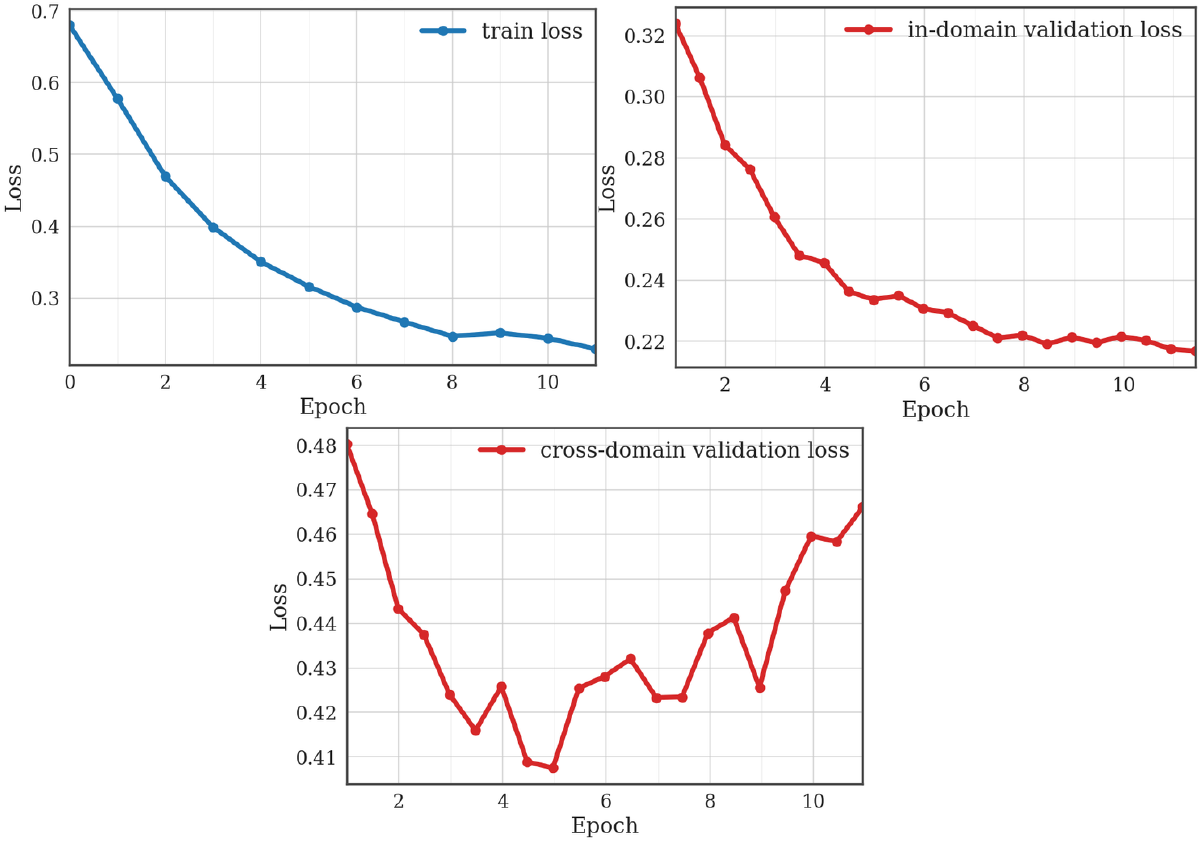 train loss
0.7
0.6
0.5
0.4
0.3
Loss
0 2 4 6 8 10
Epoch
in-domain validation loss
0.32
0.30
0.28
0.26
0.24
0.22
Loss
2 4 6 8 10
Epoch
cross-domain validation loss
0.48
0.47
0.46
0.45
0.44
0.43
0.42
0.41
Loss
2 4 6 8 10
Epoch